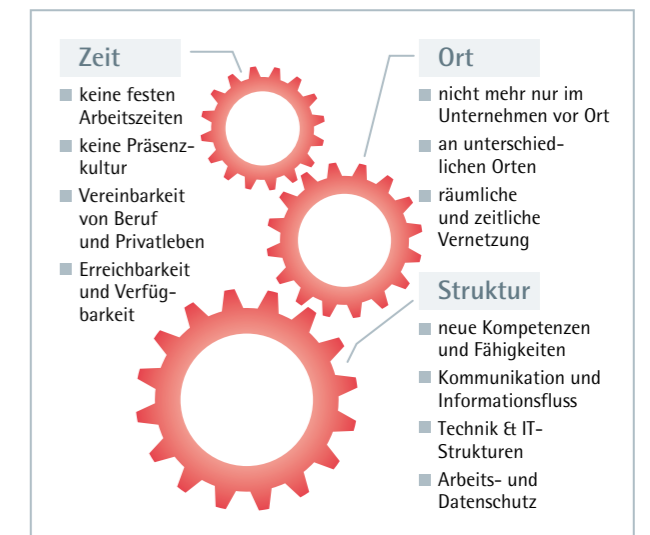 Zeit
keine festen
Arbeitszeiten
keine Präsenz-
kultur
Vereinbarkeit
von Beruf
und Privatleben
Erreichbarkeit
und Verfüg-
barkeit
Ort
nicht mehr nur im
Unternehmen vor Ort
an unterschied-
lichen Orten
räumliche
und zeitliche
Vernetzung
Struktur
neue Kompetenzen
und Fähigkeiten
Kommunikation und
Informationsfluss
Technik & IT-
Strukturen
Arbeits- und
Datenschutz